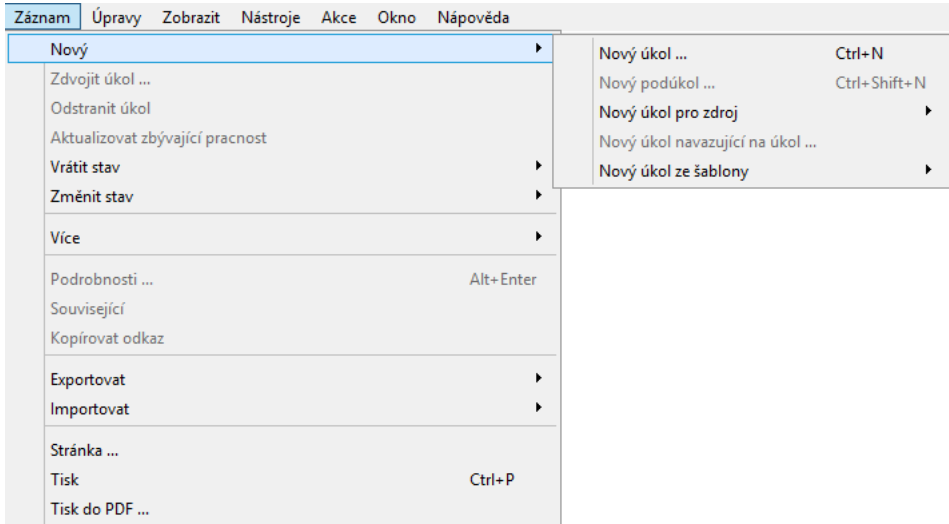 Záznam Úpravy Zobrazit Nástroje Akce Okno Nápověda
Nový
Zdvojit úkol ...
Odstranit úkol
Aktualizovat zbývající pracnost
Vrátit stav
Změnit stav
Více
Podrobnosti ... Alt+Enter
Související
Kopírovat odkaz
Exportovat
Importovat
Stránka ...
Tisk Ctrl+P
Tisk do PDF ...
Nový úkol ... Ctrl+N
Nový podúkol ... Ctrl+Shift+N
Nový úkol pro zdroj
Nový úkol navazující na úkol ...
Nový úkol ze šablony